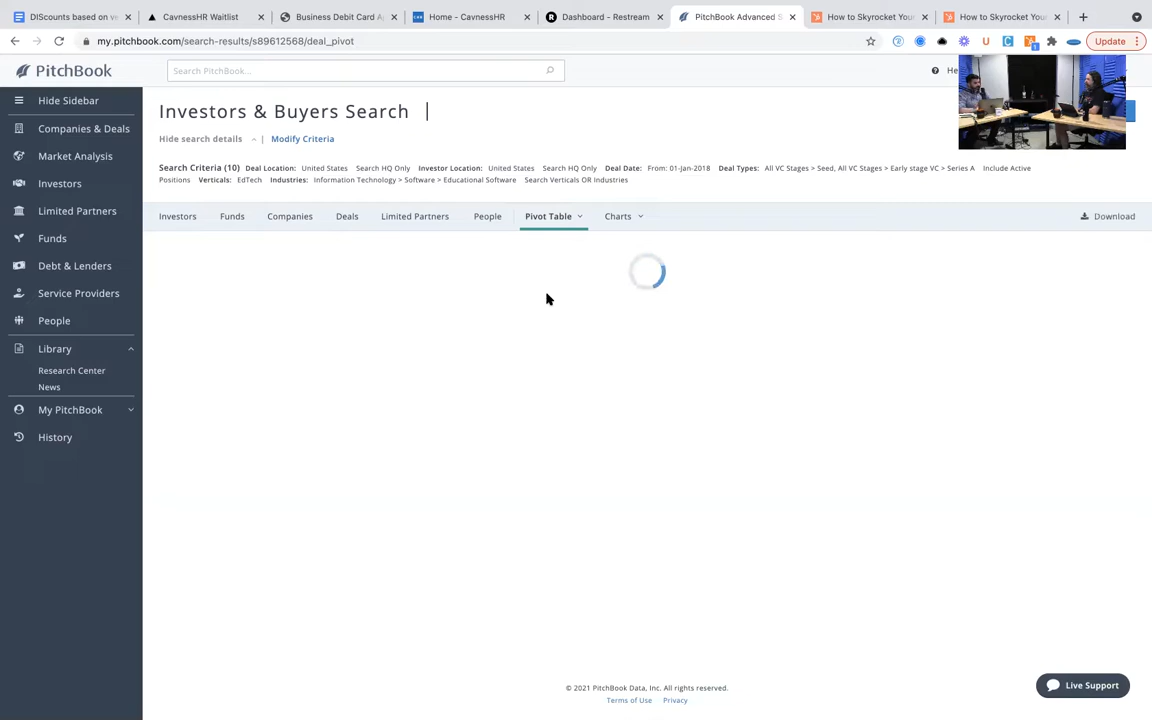 DIScounts based on v
CavnessHR Waitlist
Business Debit Card A
Home - CavnessHR
Dashboard - Restream
PitchBook Advanced S
How to Skyrocket You
How to Skyrocket Your
my.pitchbook.com/search-results/s89612568/deal_pivot
Update
PitchBook
Search PitchBook...
He
Hide Sidebar
Companies & Deals
Market Analysis
Investors
Limited Partners
Funds
Debt & Lenders
Service Providers
People
Library
Research Center
News
My PitchBook
History
Investors & Buyers Search
Hide search details | Modify Criteria
Search Criteria (10) Deal Location: United States Search HQ Only Investor Location: United States Search HQ Only Deal Date: From: 01-Jan-2018 Deal Types: All VC Stages > Seed, All VC Stages > Early stage VC > Series A Include Active
Positions Verticals: EdTech Industries: Information Technology > Software > Educational Software Search Verticals OR Industries
Investors Funds Companies Deals Limited Partners People Pivot Table Charts Download
© 2021 PitchBook Data, Inc. All rights reserved.
Terms of Use Privacy
Live Support